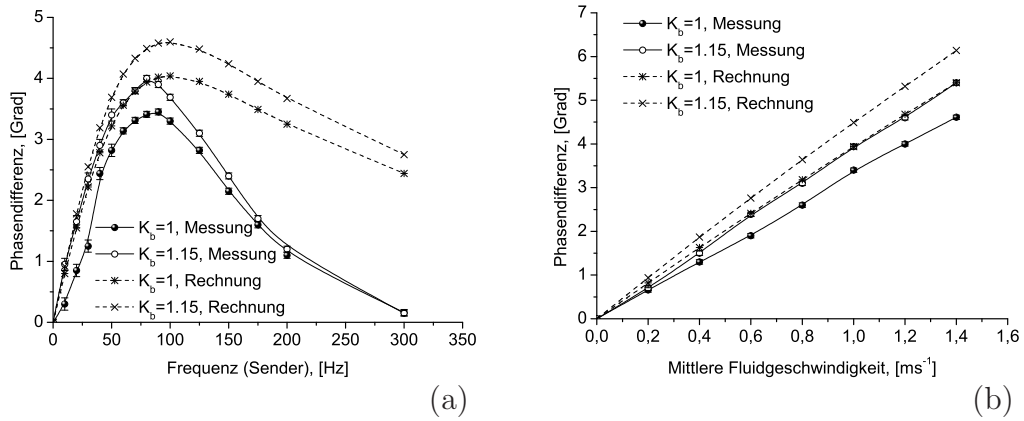 (a)
Phasendifferenz, [Grad]
5
4
3
2
1
0
K_b=1, Messung
K_b=1.15, Messung
K_b=1, Rechnung
K_b=1.15, Rechnung
0 50 100 150 200 250 300 350
Frequenz (Sender), [Hz]
(a)
(b)
Phasendifferenz, [Grad]
7
6
5
4
3
2
1
0
K_b=1, Messung
K_b=1.15, Messung
K_b=1, Rechnung
K_b=1.15, Rechnung
0,0 0,2 0,4 0,6 0,8 1,0 1,2 1,4 1,6
Mittlere Fluidgeschwindigkeit, [ms⁻¹]
(b)